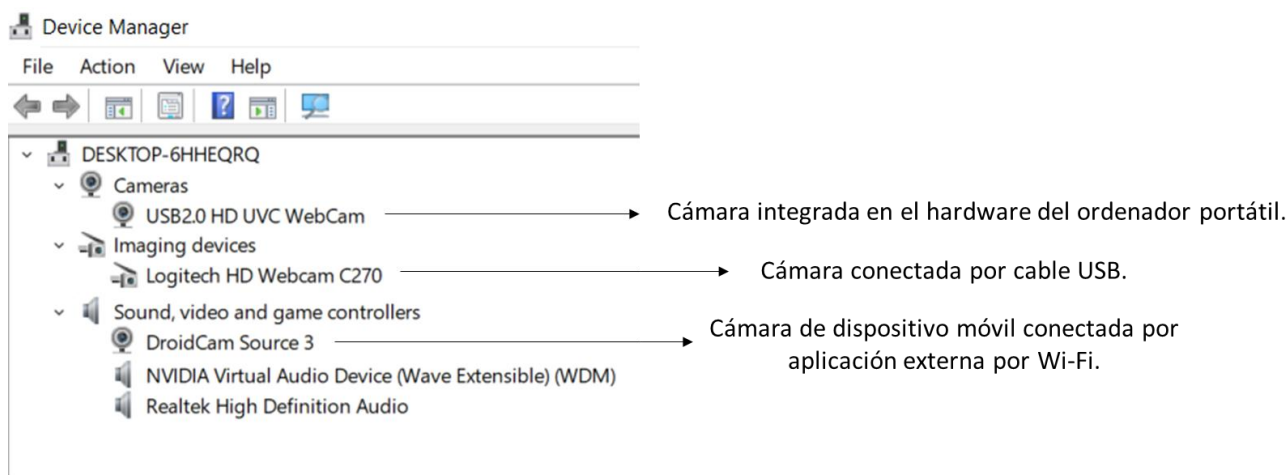 Device Manager
File Action View Help
DESKTOP-6HHEQRQ
Cameras
USB2.0 HD UVC WebCam
Cámara integrada en el hardware del ordenador portátil.
Imaging devices
Logitech HD Webcam C270
Cámara conectada por cable USB.
Sound, video and game controllers
DroidCam Source 3
Cámara de dispositivo móvil conectada por
aplicación externa por Wi-Fi.
NVIDIA Virtual Audio Device (Wave Extensible) (WDM)
Realtek High Definition Audio